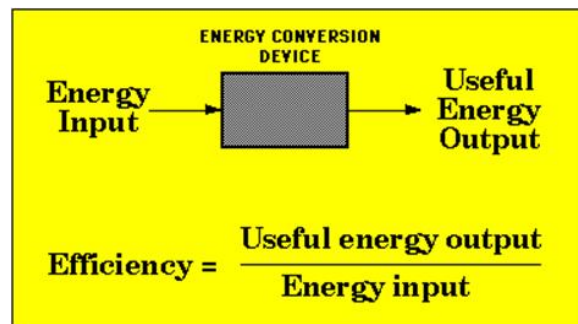 ENERGY CONVERSION
DEVICE
Energy
Input
Useful
Energy
Output
Efficiency = Useful energy output
Energy input